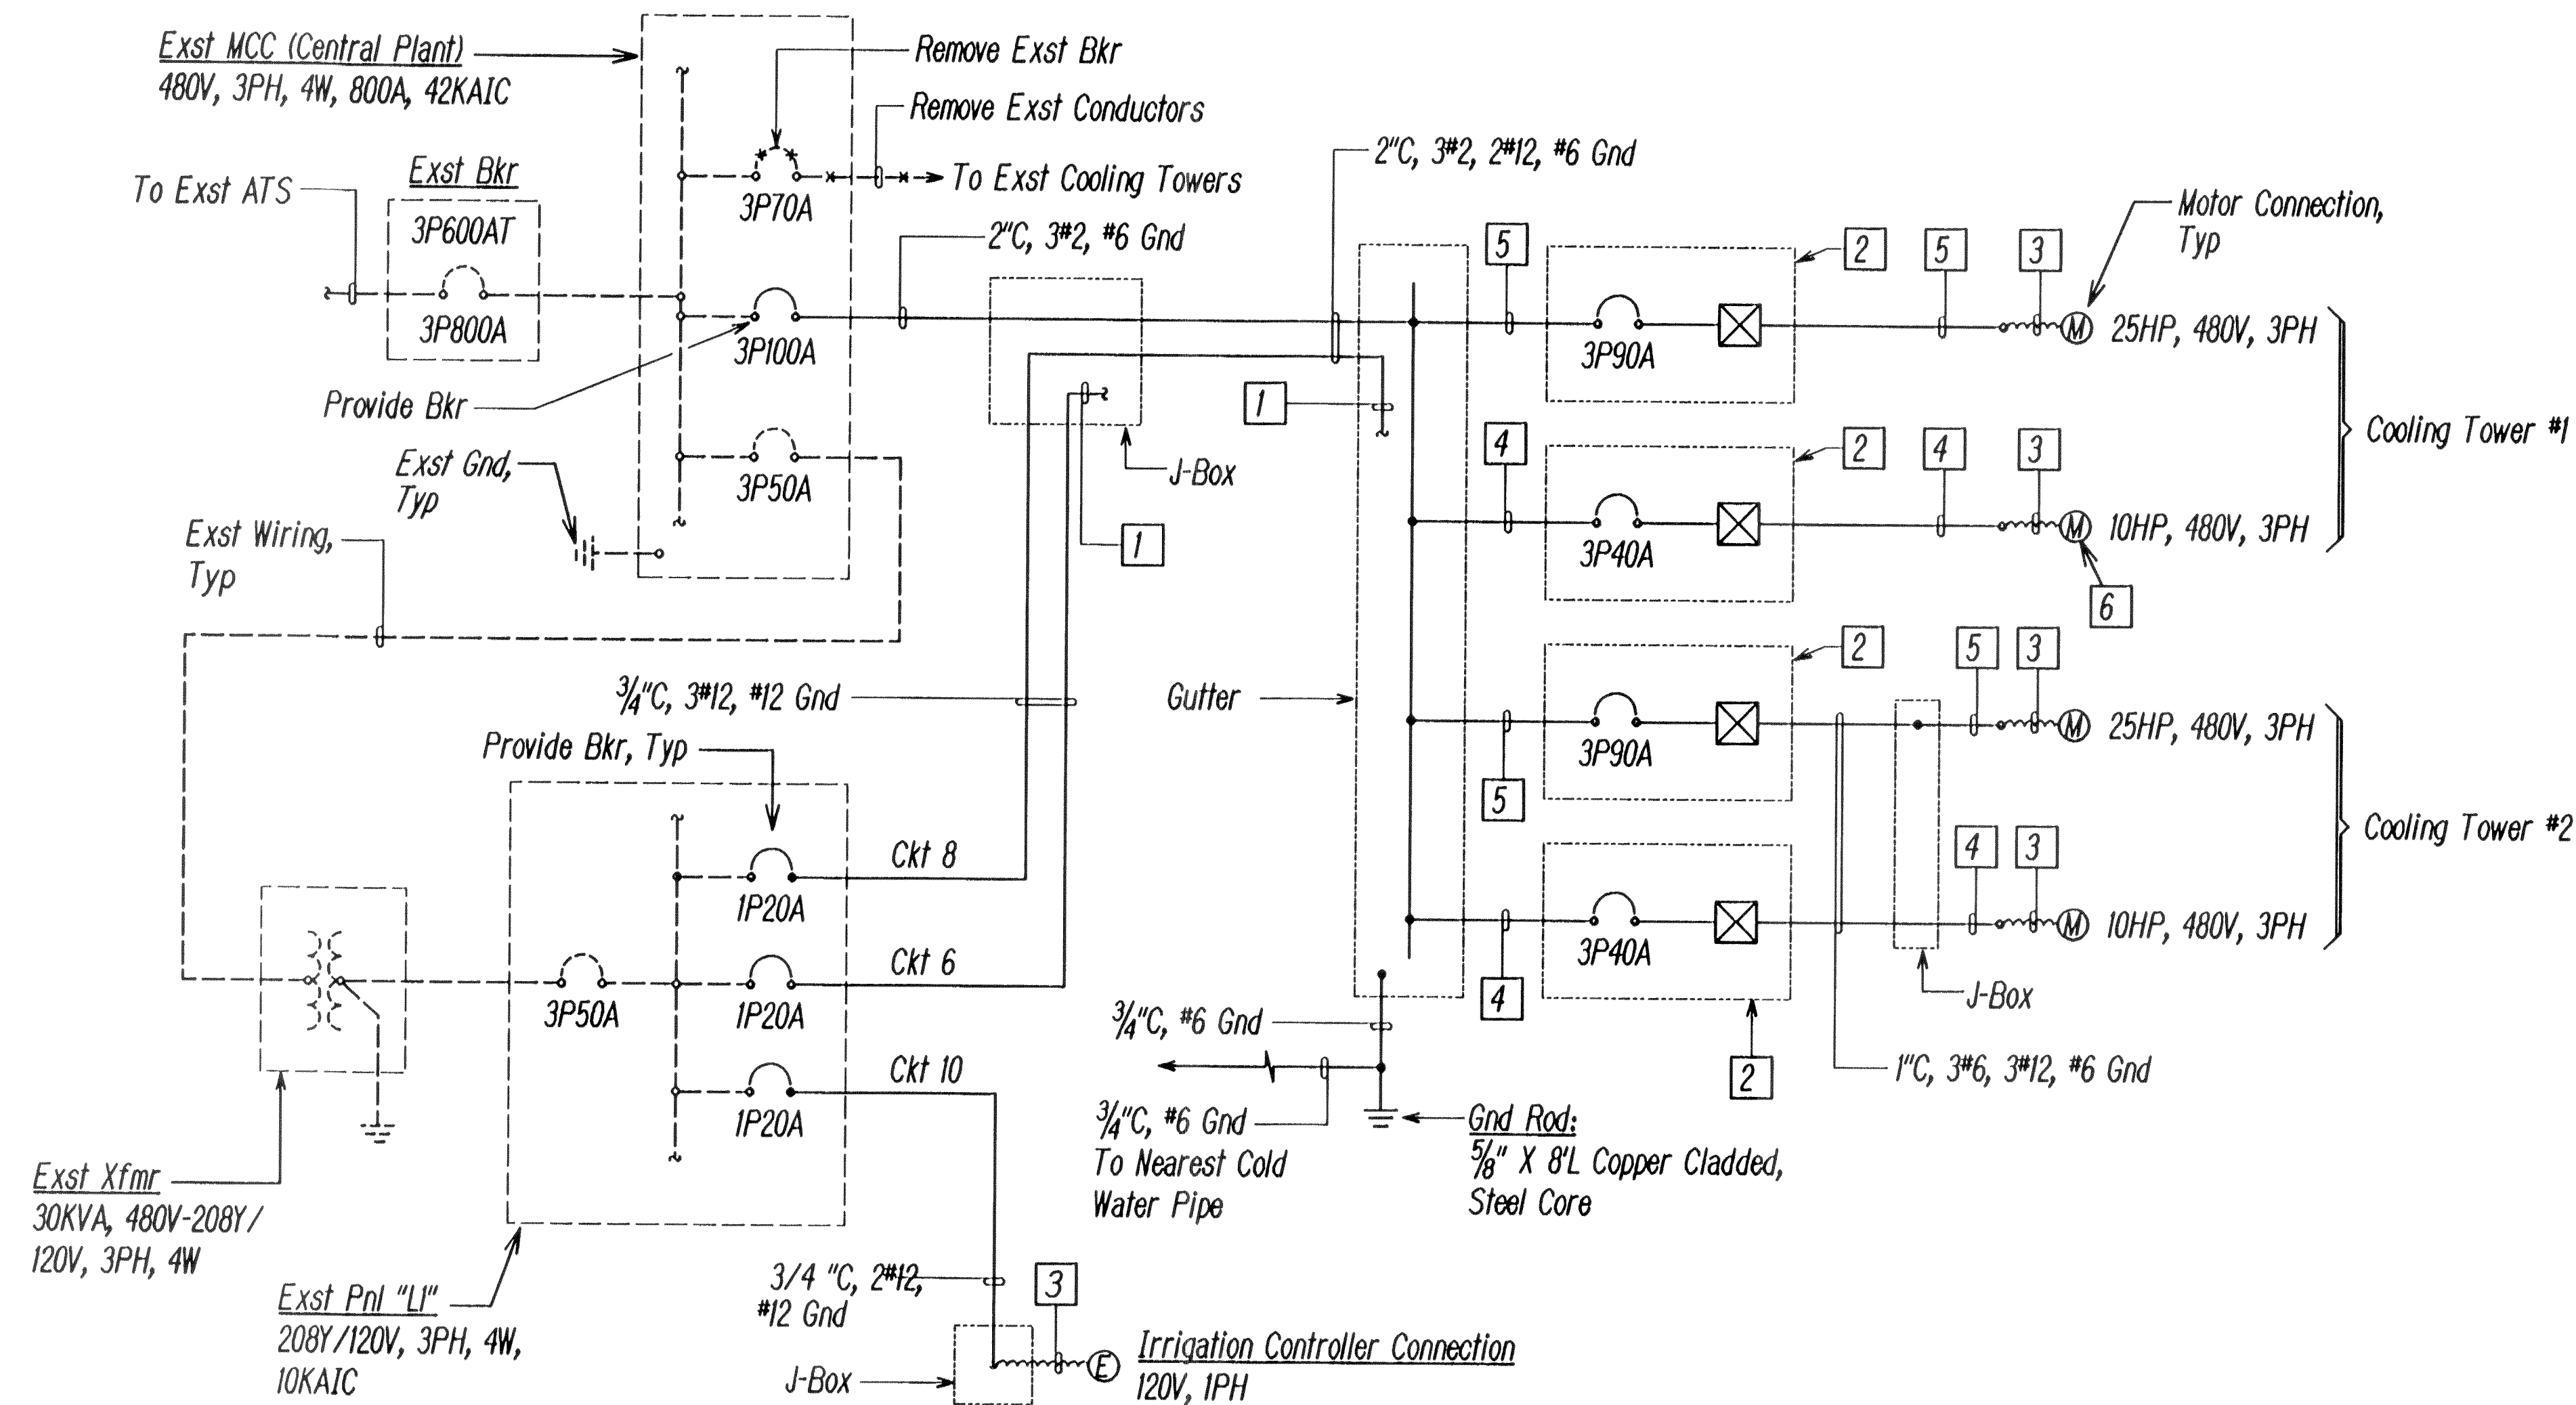 Exst MCC (Central Plant)
480V, 3PH, 4W, 800A, 42KAIC
Remove Exst Bkr
Remove Exst Conductors
To Exst ATS
Exst Bkr
3P600AT
3P800A
3P70A
To Exst Cooling Towers
2"C, 3#2, #6 Gnd
2"C, 3#2, 2#12, #6 Gnd
3P100A
Provide Bkr
3P50A
Exst Gnd,
Typ
Exst Wiring,
Typ
J-Box
1
1
5
2
5
3
Motor Connection,
Typ
3P90A
M
25HP, 480V, 3PH
4
2
4
3
3P40A
M
10HP, 480V, 3PH
6
Cooling Tower #1
2
5
3
Gutter
3P90A
M
25HP, 480V, 3PH
5
4
3
3P40A
M
10HP, 480V, 3PH
Cooling Tower #2
4
2
J-Box
1"C, 3#6, 3#12, #6 Gnd
3/4"C, 3#12, #12 Gnd
Provide Bkr, Typ
Ckt 8
1P20A
Ckt 6
3P50A
1P20A
Ckt 10
1P20A
3/4"C, #6 Gnd
3/4"C, #6 Gnd
To Nearest Cold
Water Pipe
Gnd Rod:
5/8" X 8'L Copper Cladded,
Steel Core
Exst Xfmr
30KVA, 480V-208Y/
120V, 3PH, 4W
Exst Pnl "L1"
208Y/120V, 3PH, 4W,
10KAIC
3/4 "C, 2#12,
#12 Gnd
3
J-Box
E
Irrigation Controller Connection
120V, 1PH